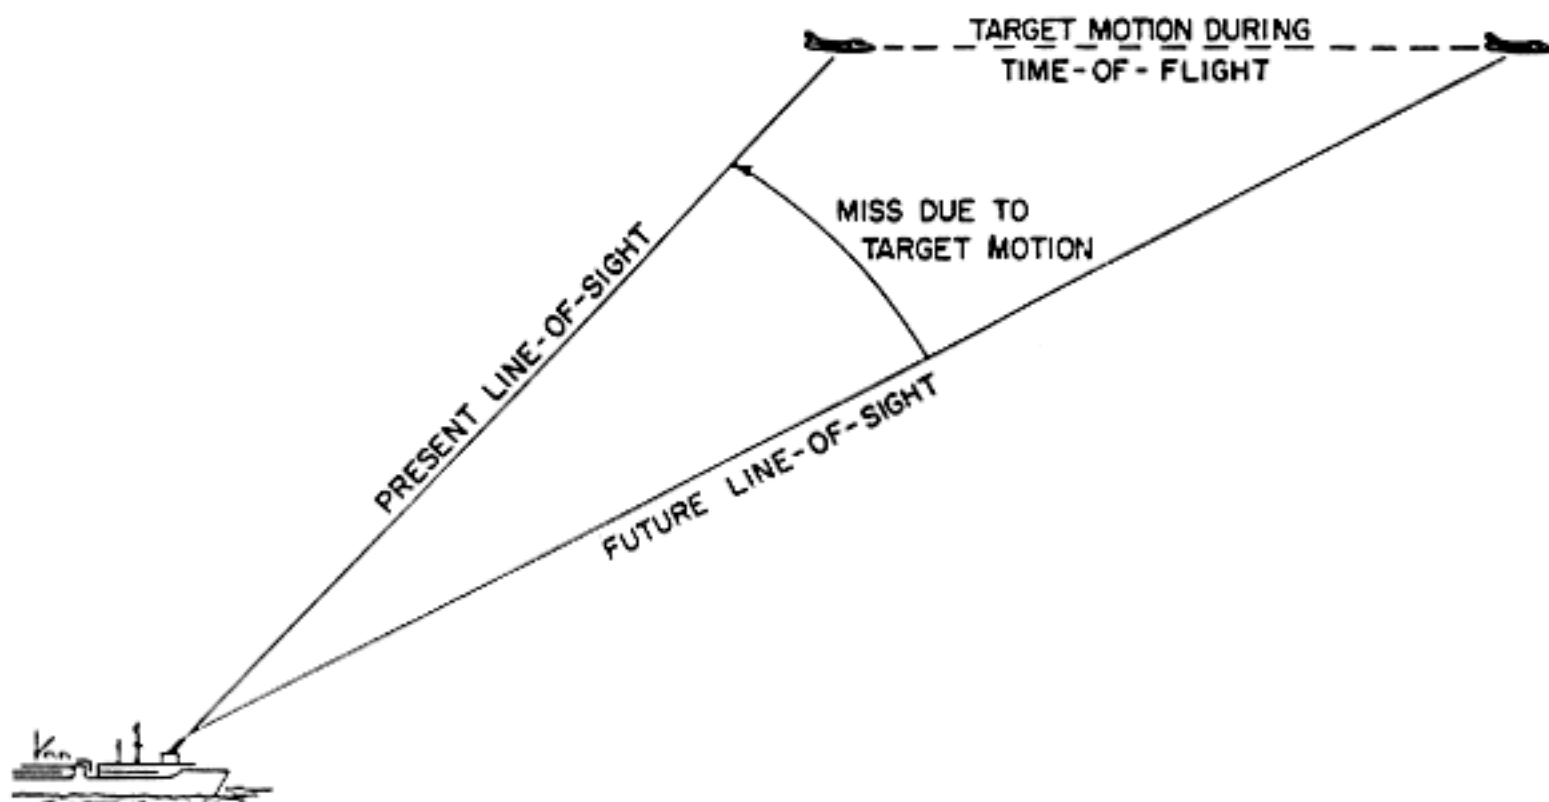 TARGET MOTION DURING
TIME-OF-FLIGHT
MISS DUE TO
TARGET MOTION
PRESENT LINE-OF-SIGHT
FUTURE LINE-OF-SIGHT